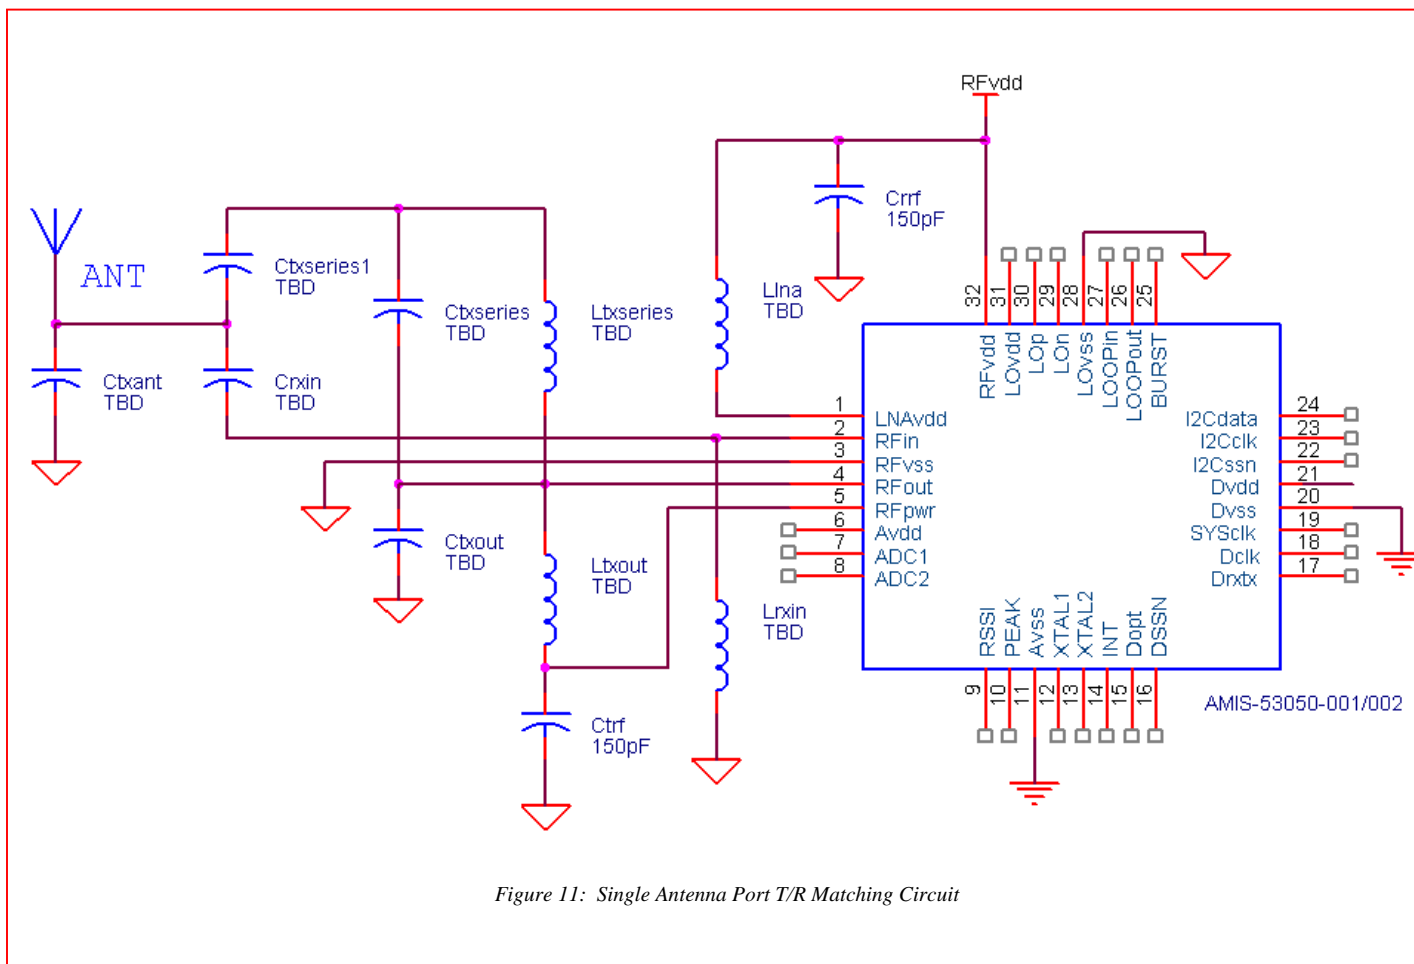 RFvdd
Crrf
150pF
ANT
Ctxseries1
TBD
Ctxseries
TBD
Ltxseries
TBD
Llna
TBD
Ctxant
TBD
Crxin
TBD
Ctxout
TBD
Ltxout
TBD
Lrxin
TBD
Ctrf
150pF
32 31 30 29 28 27 26 25
RFvdd LOvdd LOp LOn LOvss LOOPin LOOPout BURST
1 LNAvdd
2 RFin
3 RFvss
4 RFout
5 RFpwr
6 Avdd
7 ADC1
8 ADC2
I2Cdata 24
I2Cclk 23
I2Cssn 22
Dvdd 21
Dvss 20
SYSclk 19
Dclk 18
Drxtx 17
RSSI PEAK Avss XTAL1 XTAL2 INT Dopt DSSN
9 10 11 12 13 14 15 16
AMIS-53050-001/002
Figure 11: Single Antenna Port T/R Matching Circuit